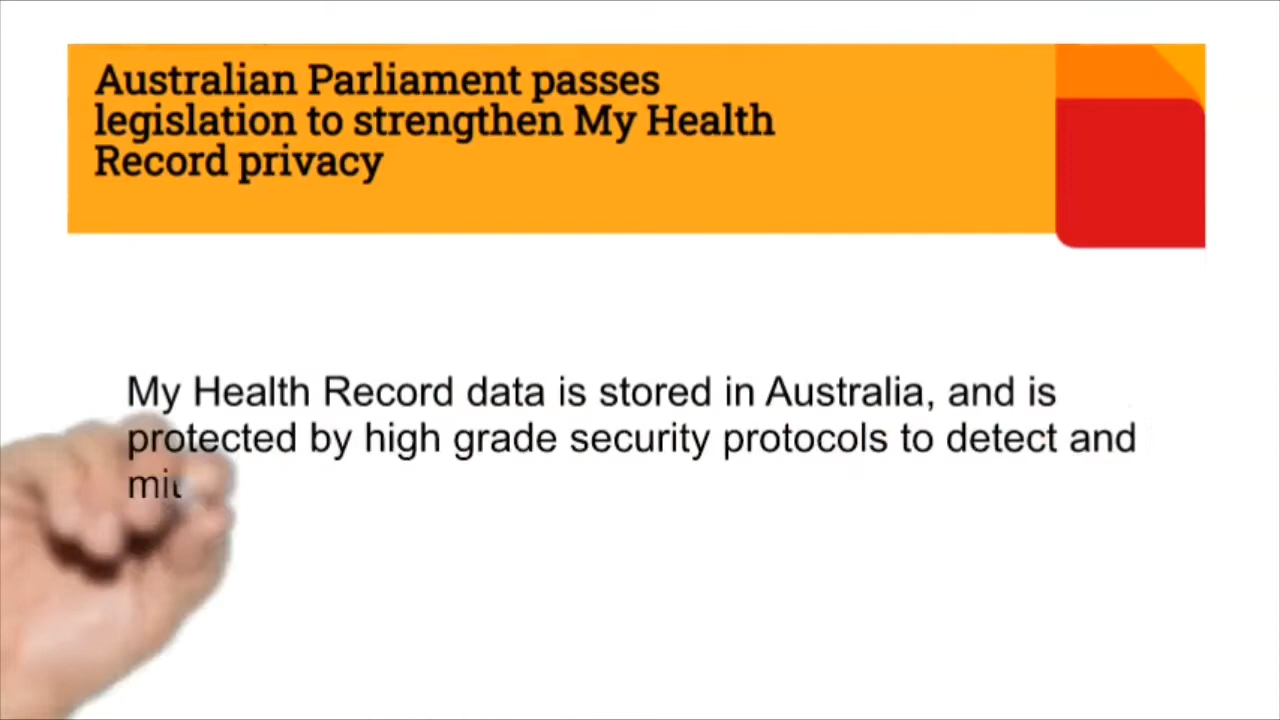 Australian Parliament passes
legislation to strengthen My Health
Record privacy
My Health Record data is stored in Australia, and is
protected by high grade security protocols to detect and